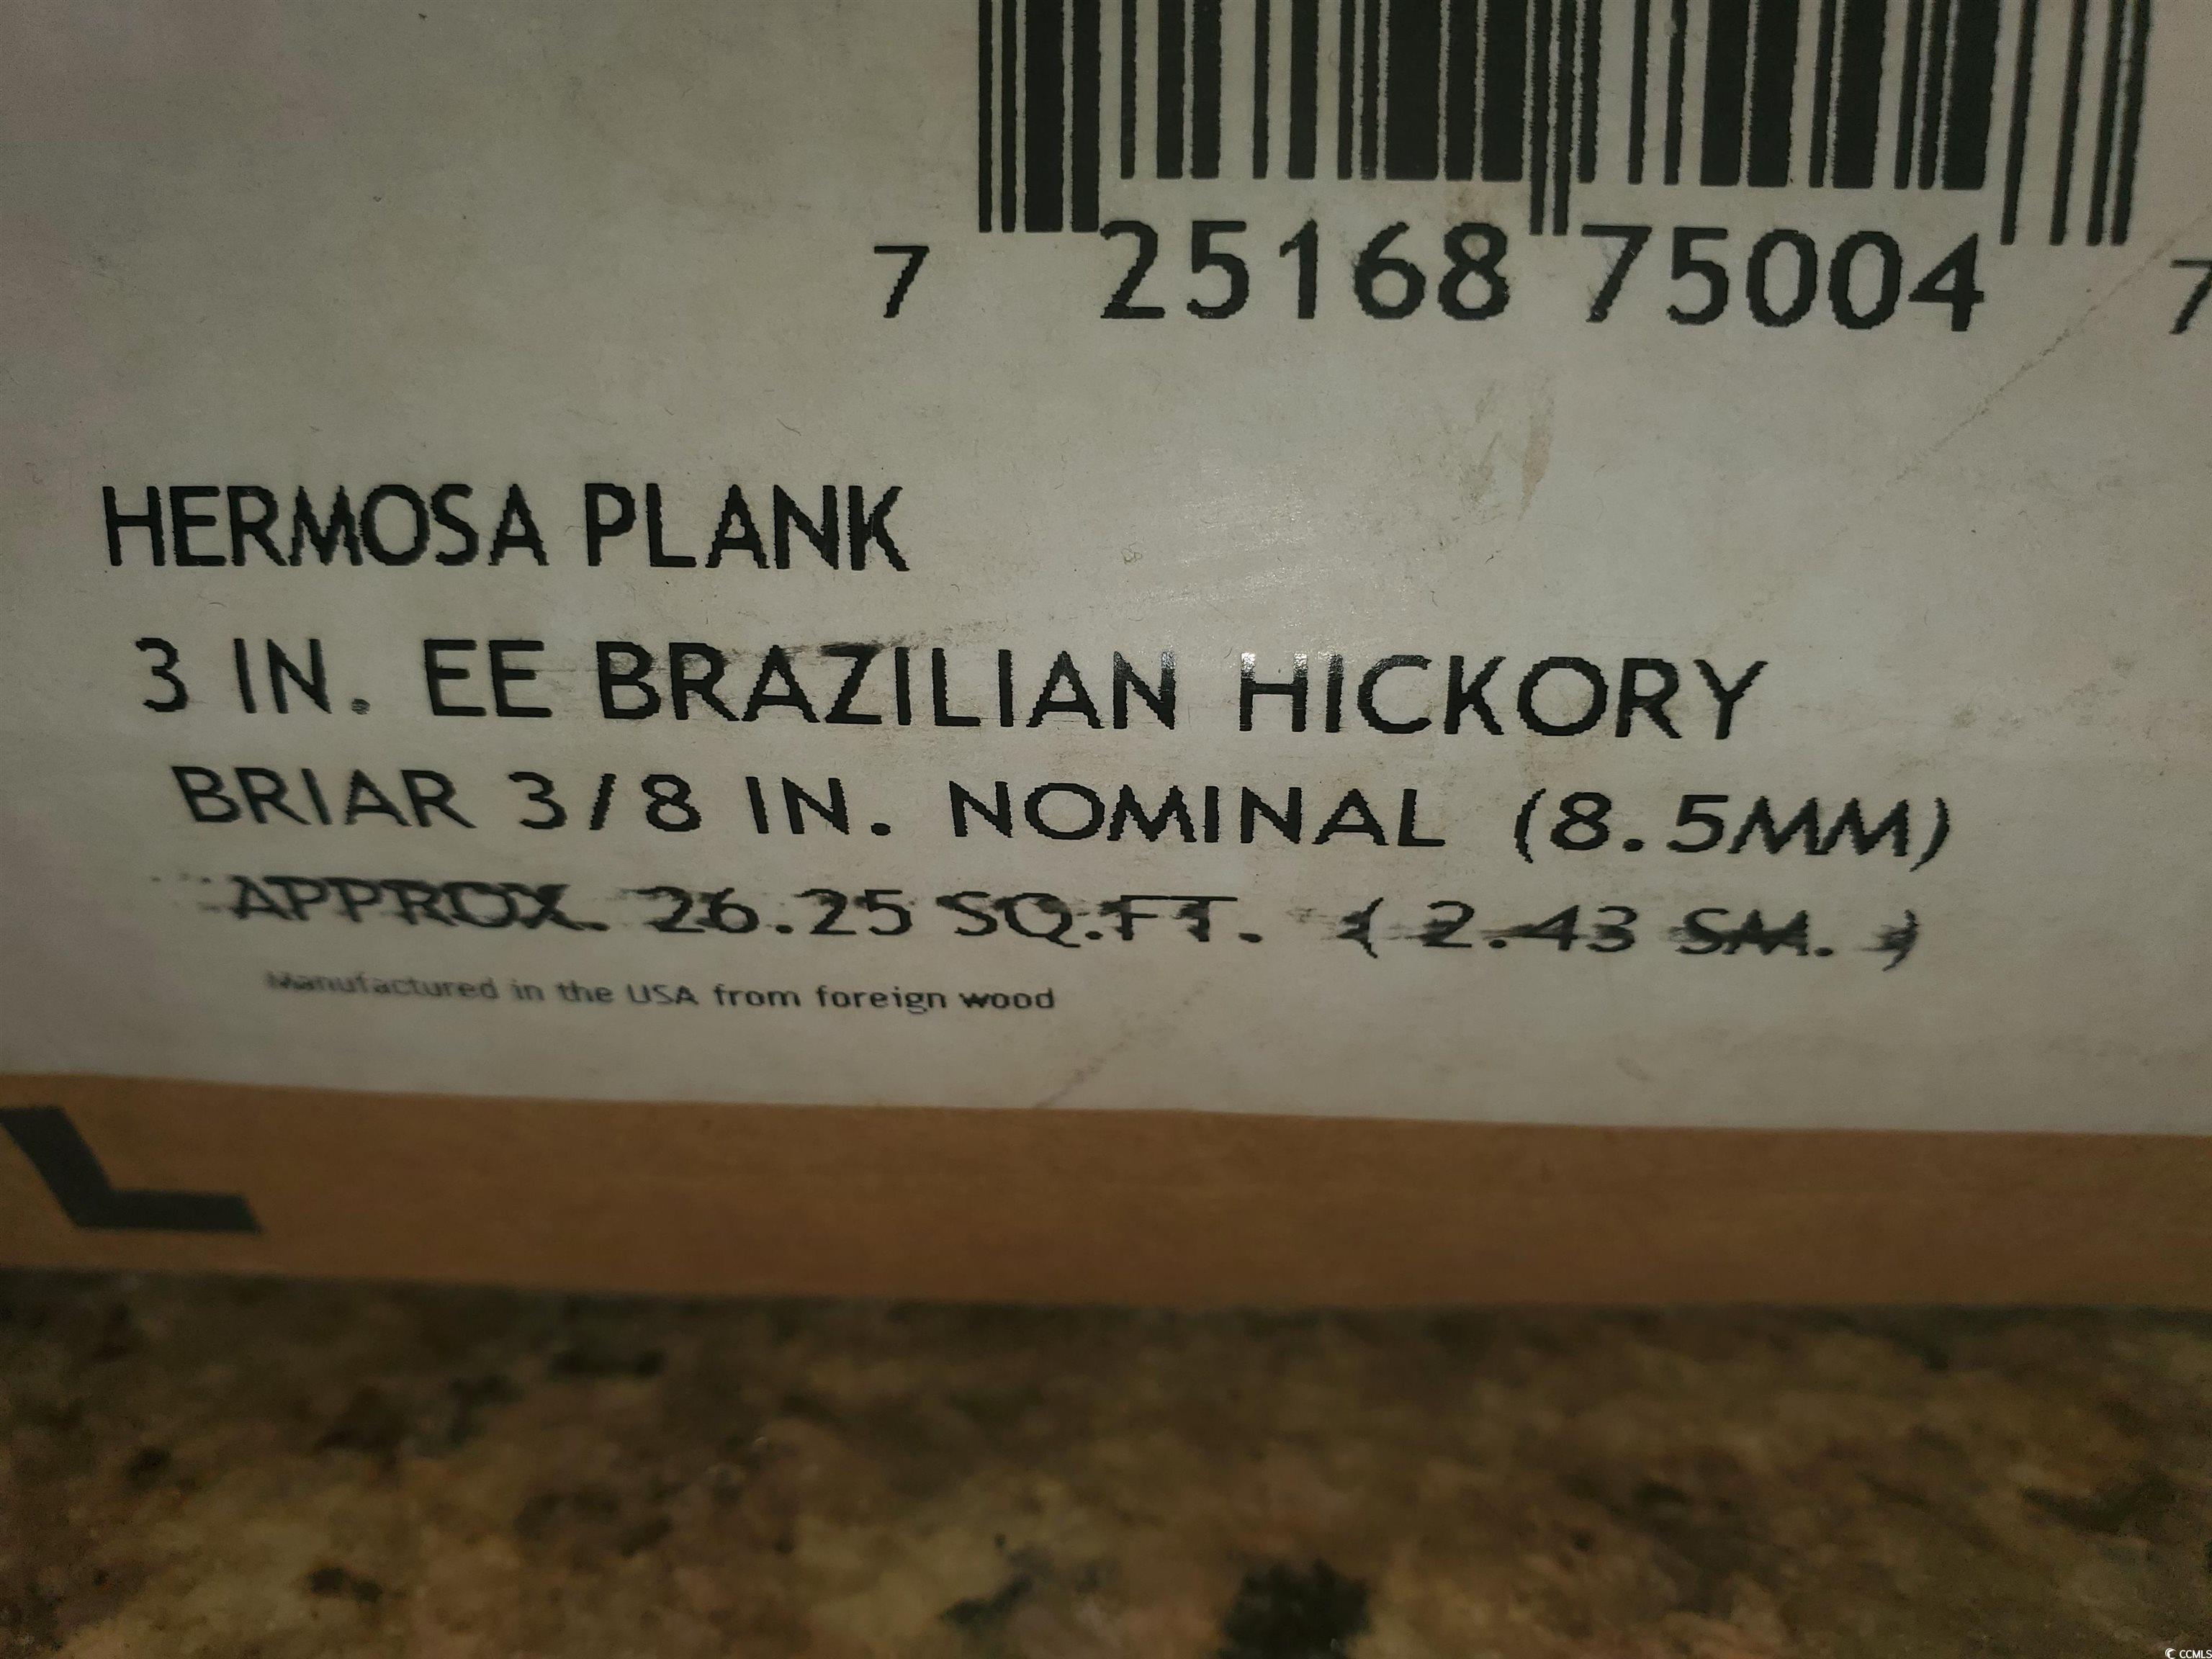 7 25168 75004 7
HERMOSA PLANK
3 IN. EE BRAZILIAN HICKORY
BRIAR 3/8 IN. NOMINAL (8.5MM)
APPROX. 26.25 SQ.FT. ( 2.43 SM. )
Manufactured in the USA from foreign wood
L
CCMLS